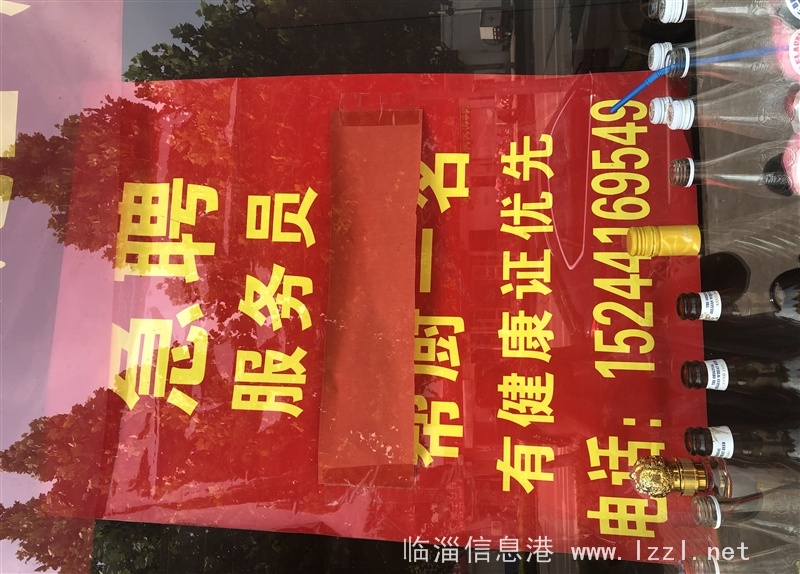 急聘
服务员
帮厨一名
有健康证优先
电话：15244169549
临淄信息港 www.lzzl.net